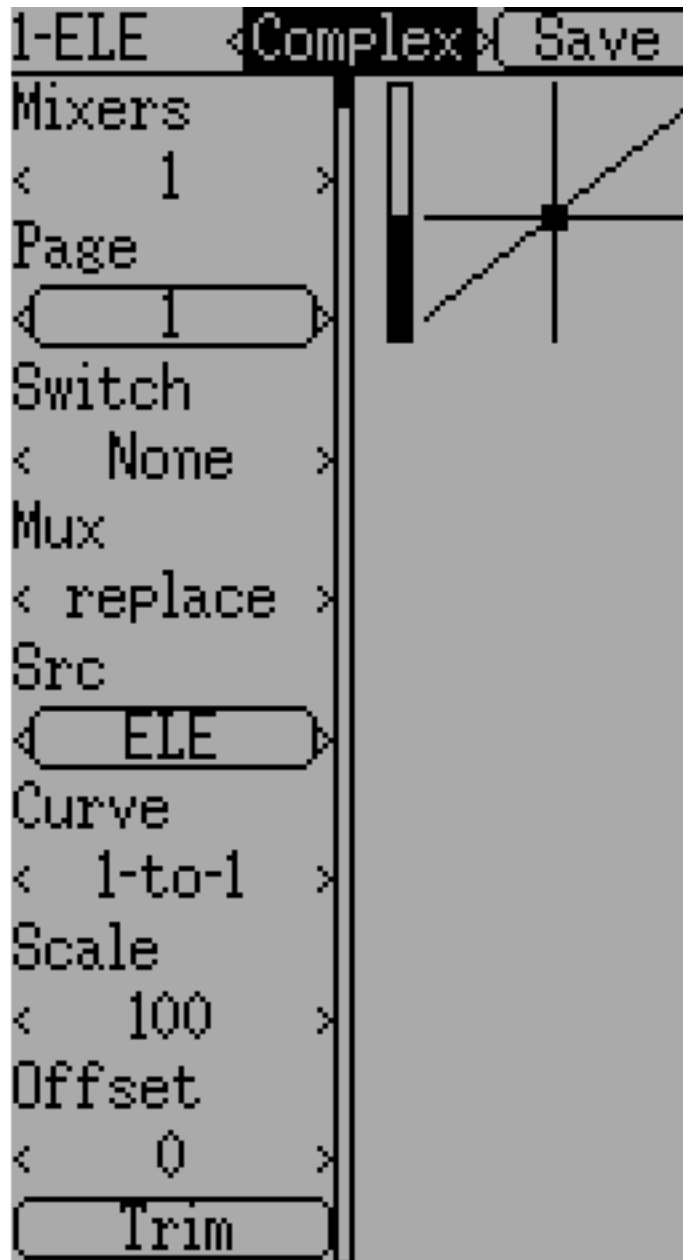 1-ELE <Complex> Save
Mixers
< 1 >
Page
< 1 >
Switch
< None >
Mux
< replace >
Src
< ELE >
Curve
< 1-to-1 >
Scale
< 100 >
Offset
< 0 >
Trim